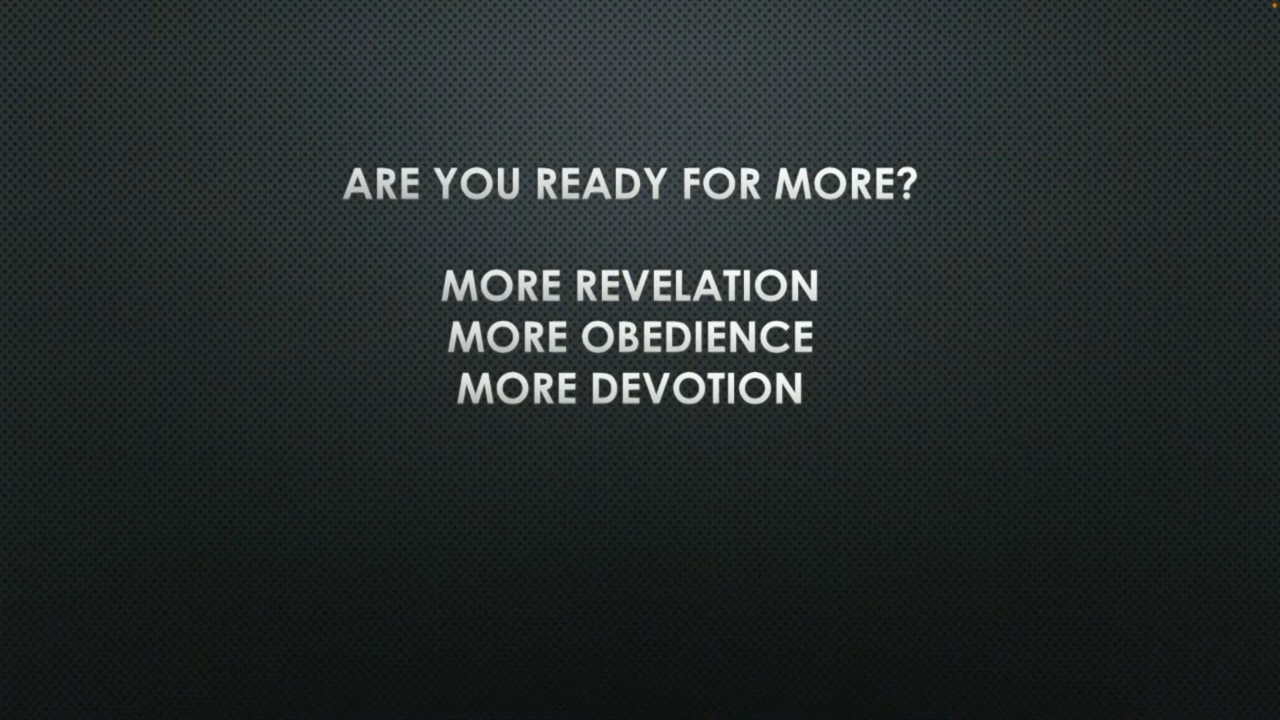 ARE YOU READY FOR MORE?
MORE REVELATION
MORE OBEDIENCE
MORE DEVOTION